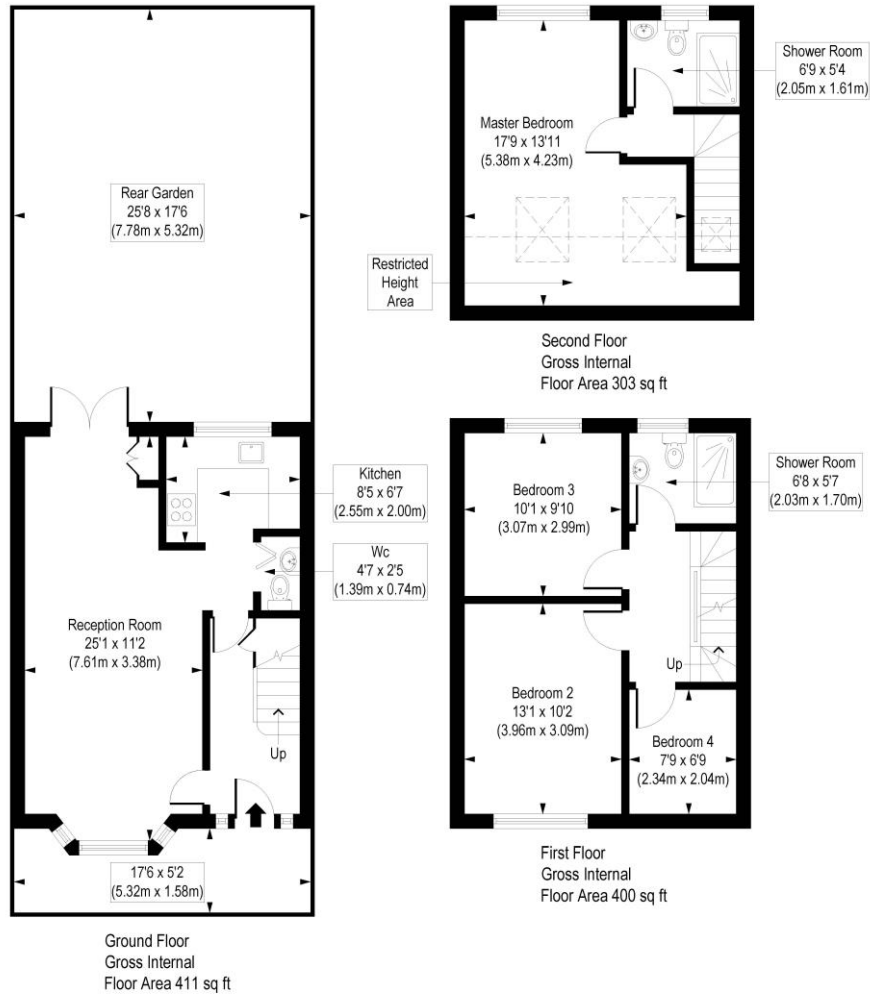 Rear Garden
25'8 x 17'6
(7.78m x 5.32m)
Kitchen
8'5 x 6'7
(2.55m x 2.00m)
Wc
4'7 x 2'5
(1.39m x 0.74m)
Reception Room
25'1 x 11'2
(7.61m x 3.38m)
Up
17'6 x 5'2
(5.32m x 1.58m)
Ground Floor
Gross Internal
Floor Area 411 sq ft
Shower Room
6'9 x 5'4
(2.05m x 1.61m)
Master Bedroom
17'9 x 13'11
(5.38m x 4.23m)
Restricted
Height
Area
Second Floor
Gross Internal
Floor Area 303 sq ft
Shower Room
6'8 x 5'7
(2.03m x 1.70m)
Bedroom 3
10'1 x 9'10
(3.07m x 2.99m)
Up
Bedroom 2
13'1 x 10'2
(3.96m x 3.09m)
Bedroom 4
7'9 x 6'9
(2.34m x 2.04m)
First Floor
Gross Internal
Floor Area 400 sq ft